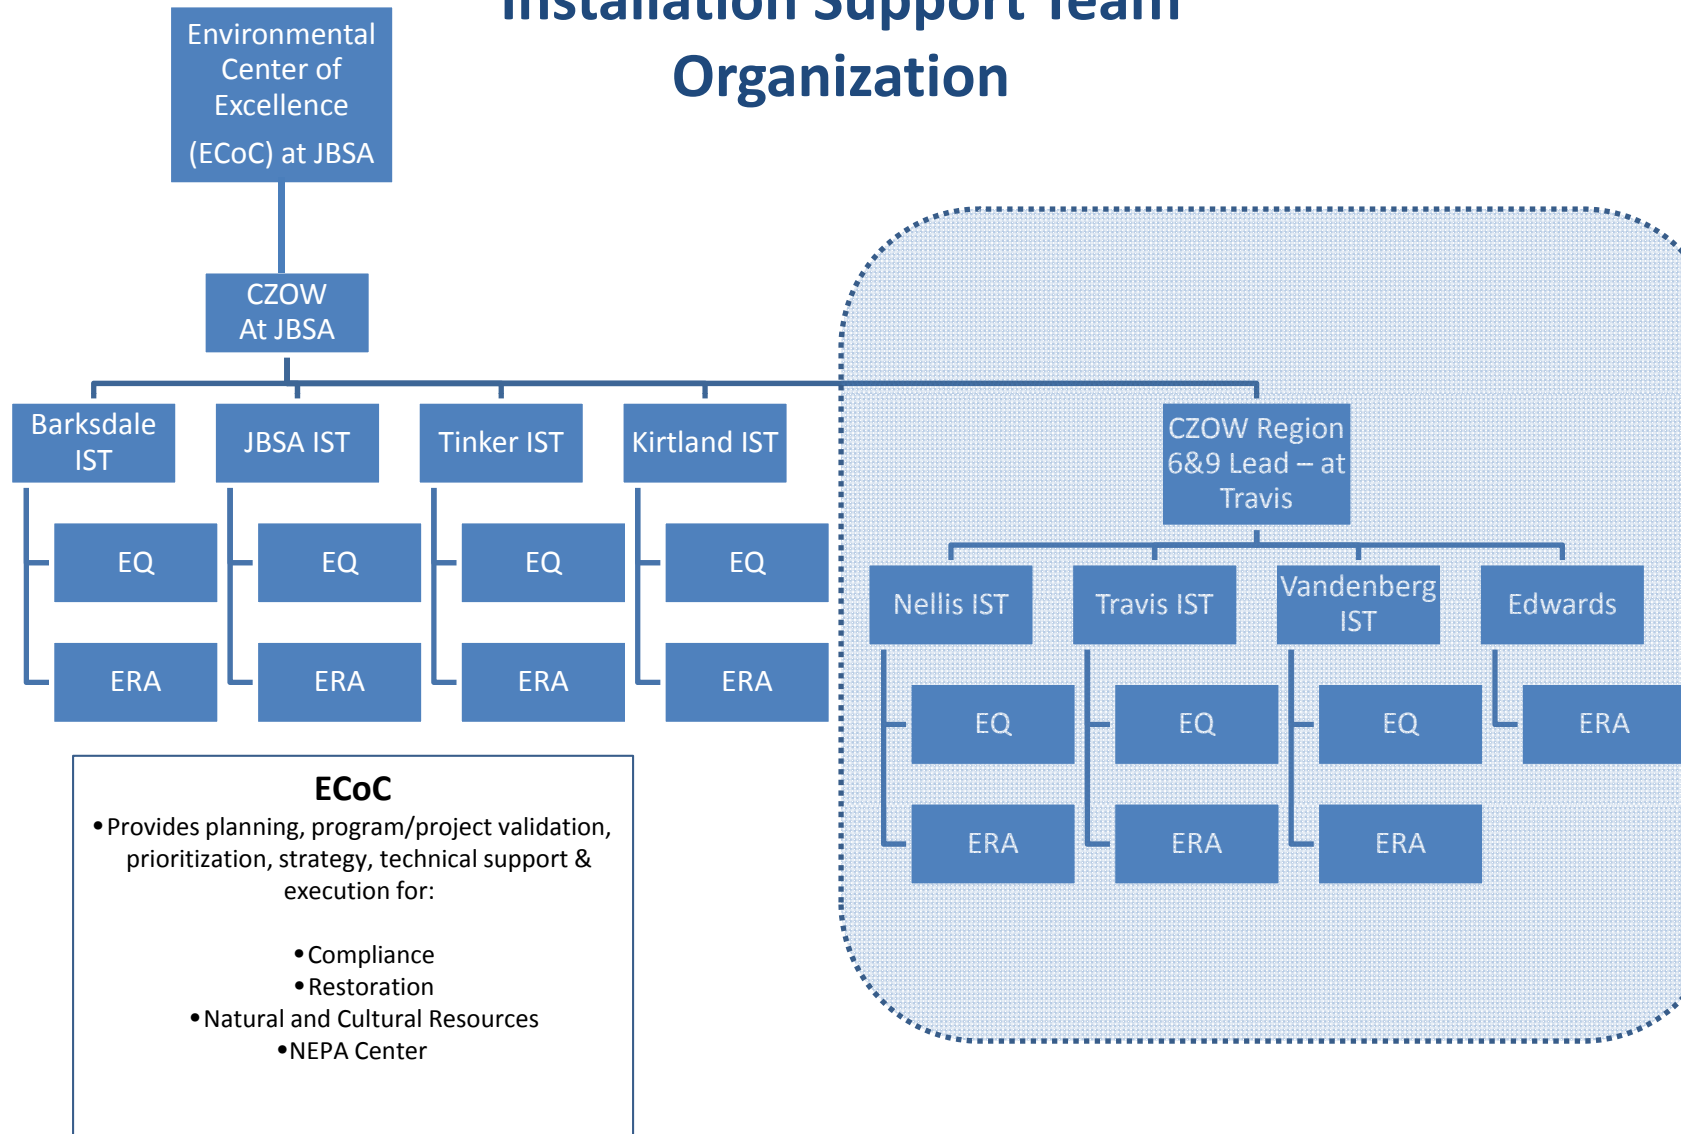 Installation Support Team
Organization
Environmental
Center of
Excellence
(ECoC) at JBSA
CZOW
At JBSA
Barksdale
IST
JBSA IST
Tinker IST
Kirtland IST
CZOW Region
6&9 Lead – at
Travis
EQ
EQ
EQ
EQ
ERA
ERA
ERA
ERA
Nellis IST
Travis IST
Vandenberg
IST
Edwards
EQ
EQ
EQ
ERA
ERA
ERA
ERA
ECoC
•Provides planning, program/project validation,
prioritization, strategy, technical support &
execution for:
•Compliance
•Restoration
•Natural and Cultural Resources
•NEPA Center